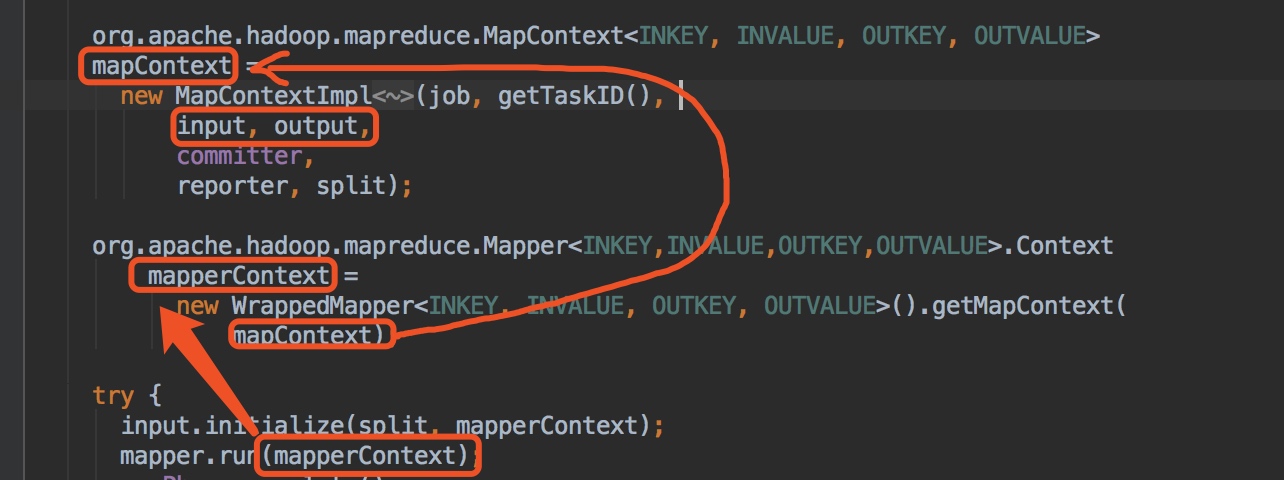 org.apache.hadoop.mapreduce.MapContext<INKEY, INVALUE, OUTKEY, OUTVALUE>
mapContext =
new MapContextImpl<~>(job, getTaskID(),
input, output,
committer,
reporter, split);
org.apache.hadoop.mapreduce.Mapper<INKEY,INVALUE,OUTKEY,OUTVALUE>.Context
mapperContext =
new WrappedMapper<INKEY, INVALUE, OUTKEY, OUTVALUE>().getMapContext(
mapContext)
try {
input.initialize(split, mapperContext);
mapper.run(mapperContext);